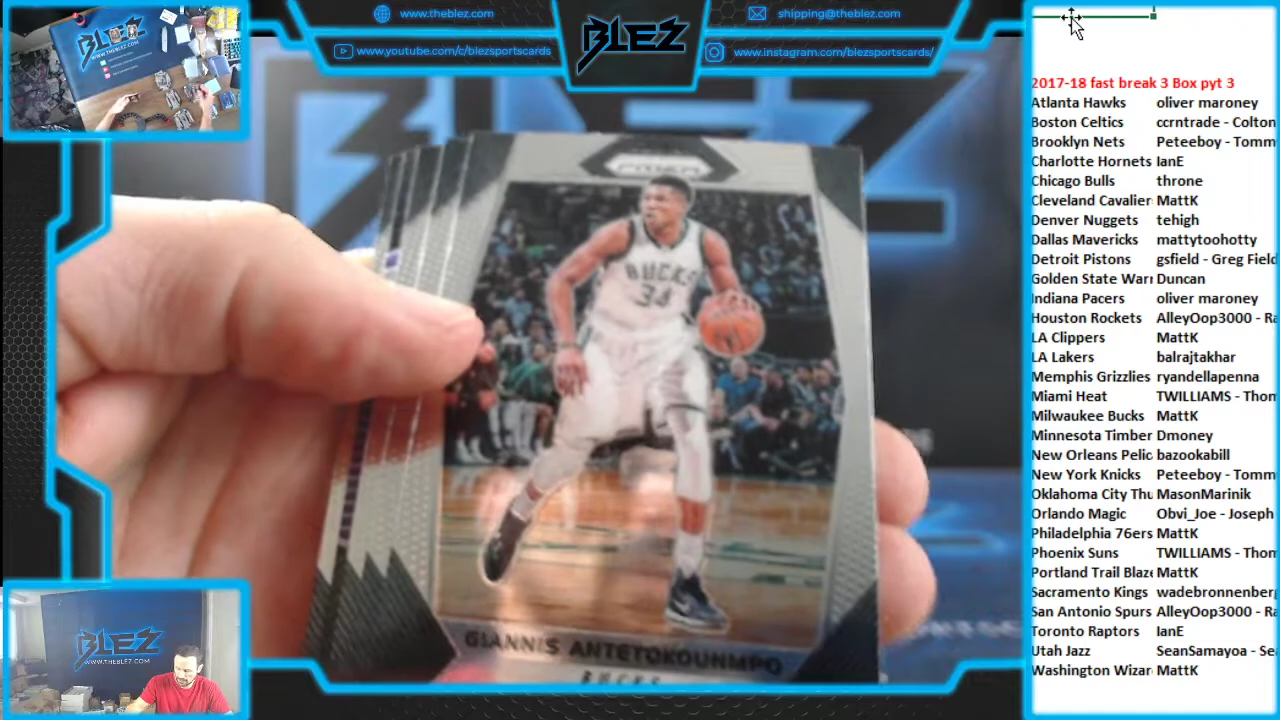 www.theblez.com
shipping@theblez.com
www.youtube.com/c/blezsportscards
www.instagram.com/blezsportscards/
BLEZ
BLEZ
PRIZM
BUCKS
34
GIANNIS ANTETOKOUNMPO
BUCKS
BLEZ
WWW.THEBLEZ.COM
2017-18 fast break 3 Box pyt 3
Atlanta Hawks oliver maroney
Boston Celtics ccrntrade - Colton
Brooklyn Nets Peteeboy - Tomm
Charlotte Hornets IanE
Chicago Bulls throne
Cleveland Cavalier MattK
Denver Nuggets tehigh
Dallas Mavericks mattytoohotty
Detroit Pistons gsfield - Greg Field
Golden State Warr Duncan
Indiana Pacers oliver maroney
Houston Rockets AlleyOop3000 - Ra
LA Clippers MattK
LA Lakers balrajtakhar
Memphis Grizzlies ryandellapenna
Miami Heat TWILLIAMS - Thom
Milwaukee Bucks MattK
Minnesota Timber Dmoney
New Orleans Pelic bazookabill
New York Knicks Peteeboy - Tomm
Oklahoma City Thu MasonMarinik
Orlando Magic Obvi_Joe - Joseph
Philadelphia 76ers MattK
Phoenix Suns TWILLIAMS - Thom
Portland Trail Blaze MattK
Sacramento Kings wadebronnenberg
San Antonio Spurs AlleyOop3000 - Ra
Toronto Raptors IanE
Utah Jazz SeanSamayoa - Sea
Washington Wizar MattK